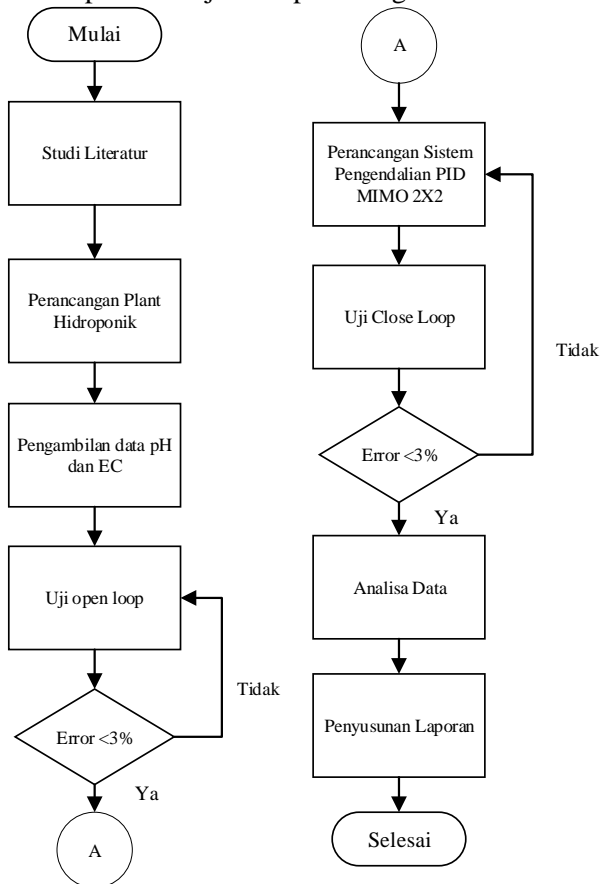 Mulai
Studi Literatur
Perancangan Plant
Hidroponik
Pengambilan data pH
dan EC
Uji open loop
Tidak
Error <3%
Ya
A
A
Perancangan Sistem
Pengendalian PID
MIMO 2X2
Uji Close Loop
Tidak
Error <3%
Ya
Analisa Data
Penyusunan Laporan
Selesai